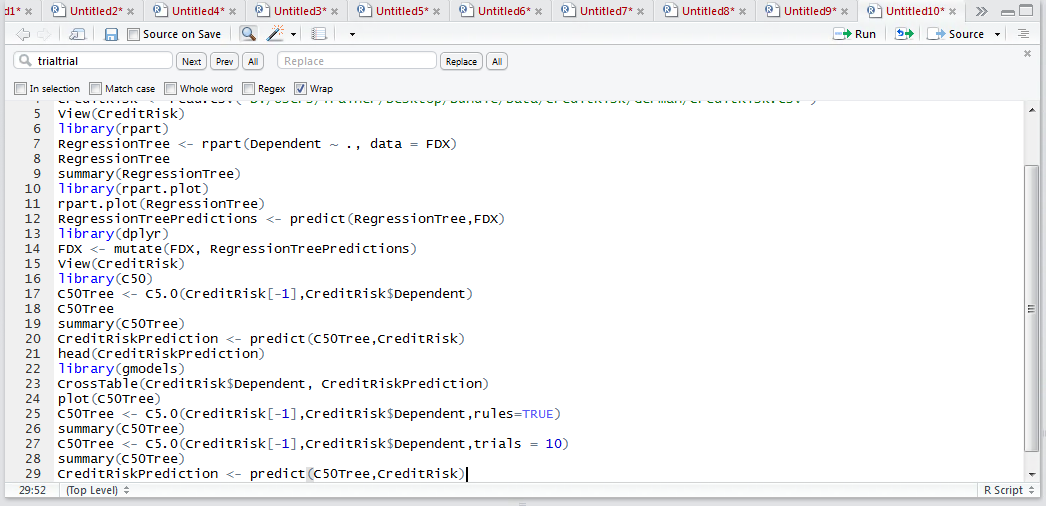 d1* Untitled2* Untitled4* Untitled3* Untitled5* Untitled6* Untitled7* Untitled8* Untitled9* Untitled10*
Source on Save Run Source
trialtrial Next Prev All Replace Replace All
In selection Match case Whole word Regex Wrap
5 View(CreditRisk)
6 library(rpart)
7 RegressionTree <- rpart(Dependent ~ ., data = FDX)
8 RegressionTree
9 summary(RegressionTree)
10 library(rpart.plot)
11 rpart.plot(RegressionTree)
12 RegressionTreePredictions <- predict(RegressionTree,FDX)
13 library(dplyr)
14 FDX <- mutate(FDX, RegressionTreePredictions)
15 View(CreditRisk)
16 library(C50)
17 C50Tree <- C5.0(CreditRisk[-1],CreditRisk$Dependent)
18 C50Tree
19 summary(C50Tree)
20 CreditRiskPrediction <- predict(C50Tree,CreditRisk)
21 head(CreditRiskPrediction)
22 library(gmodels)
23 CrossTable(CreditRisk$Dependent, CreditRiskPrediction)
24 plot(C50Tree)
25 C50Tree <- C5.0(CreditRisk[-1],CreditRisk$Dependent,rules=TRUE)
26 summary(C50Tree)
27 C50Tree <- C5.0(CreditRisk[-1],CreditRisk$Dependent,trials = 10)
28 summary(C50Tree)
29 CreditRiskPrediction <- predict(C50Tree,CreditRisk)
29:52 (Top Level) R Script